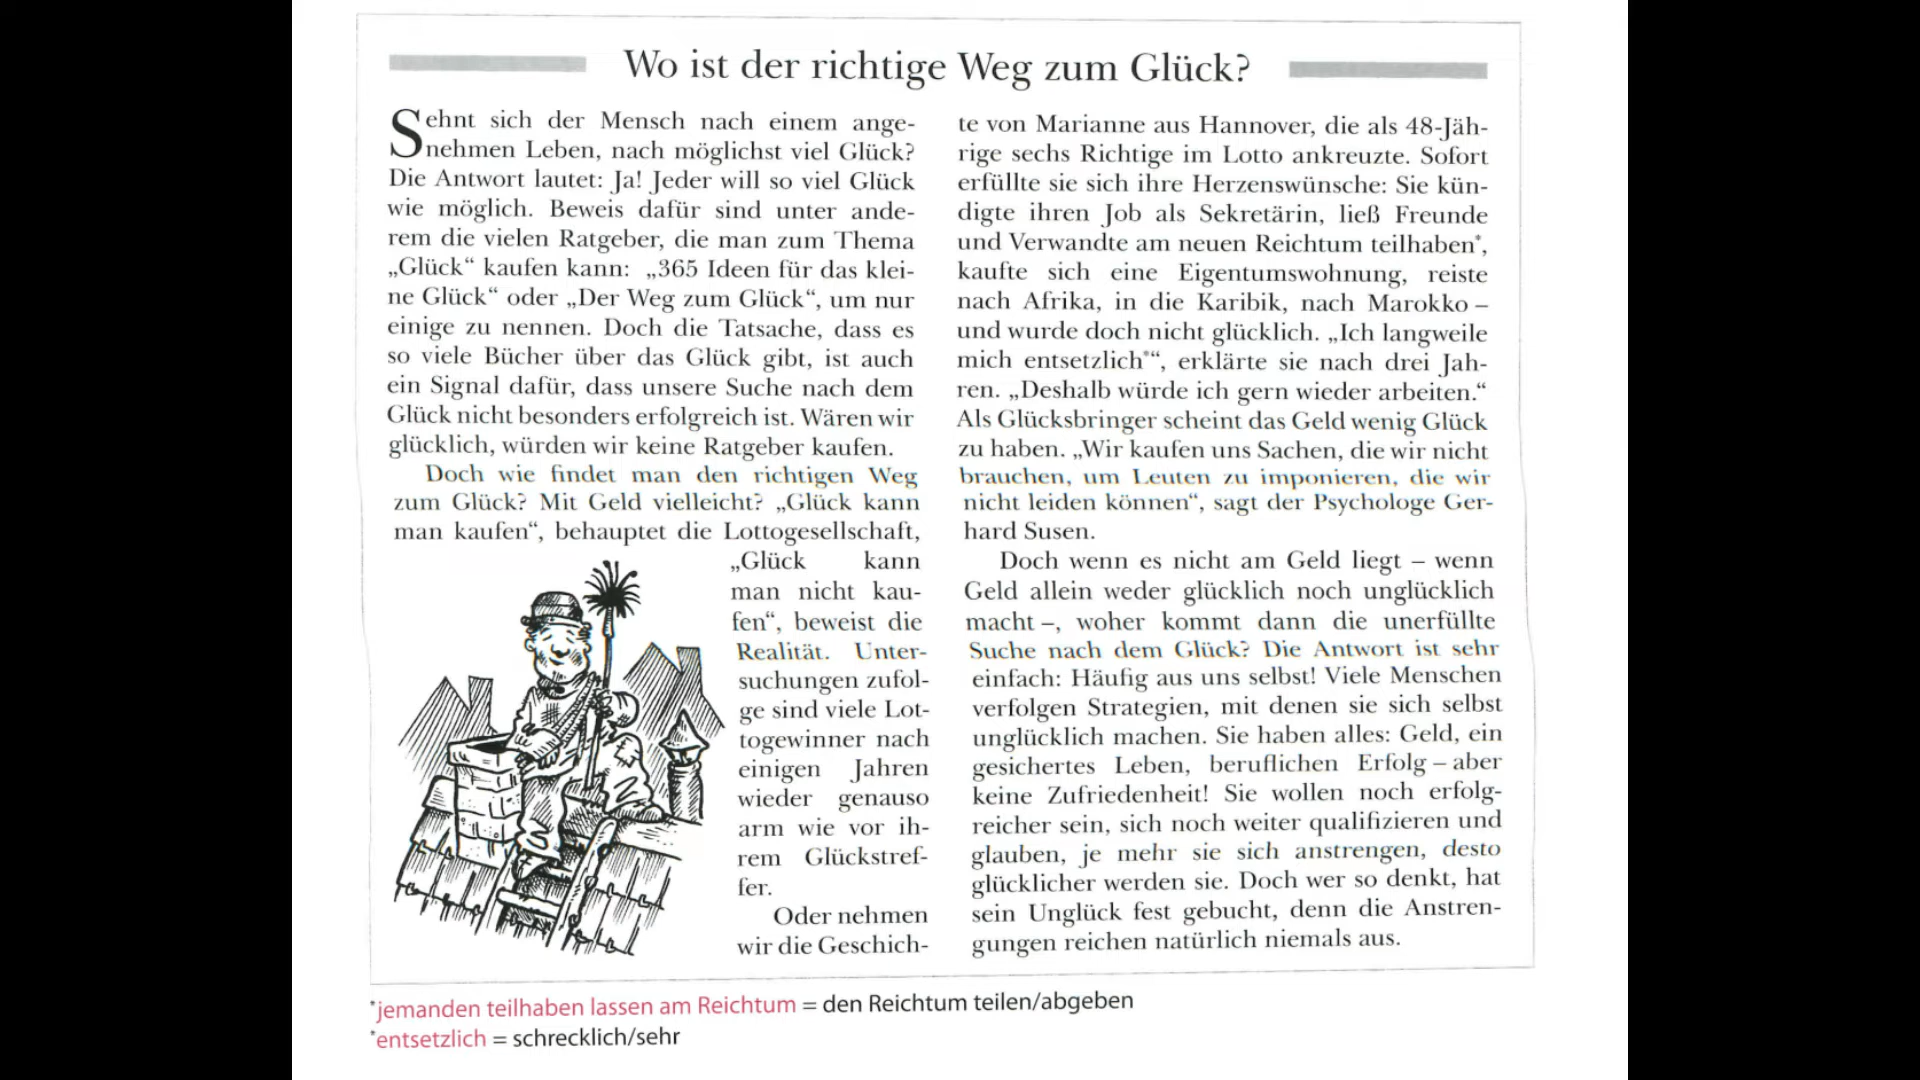 Wo ist der richtige Weg zum Glück?
Sehnt sich der Mensch nach einem ange-
nehmen Leben, nach möglichst viel Glück?
Die Antwort lautet: Ja! Jeder will so viel Glück
wie möglich. Beweis dafür sind unter ande-
rem die vielen Ratgeber, die man zum Thema
„Glück“ kaufen kann: „365 Ideen für das klei-
ne Glück“ oder „Der Weg zum Glück“, um nur
einige zu nennen. Doch die Tatsache, dass es
so viele Bücher über das Glück gibt, ist auch
ein Signal dafür, dass unsere Suche nach dem
Glück nicht besonders erfolgreich ist. Wären wir
glücklich, würden wir keine Ratgeber kaufen.
Doch wie findet man den richtigen Weg
zum Glück? Mit Geld vielleicht? „Glück kann
man kaufen“, behauptet die Lottogesellschaft,
„Glück kann
man nicht kau-
fen“, beweist die
Realität. Unter-
suchungen zufol-
ge sind viele Lot-
togewinner nach
einigen Jahren
wieder genauso
arm wie vor ih-
rem Glückstref-
fer.
Oder nehmen
wir die Geschich-
te von Marianne aus Hannover, die als 48-Jäh-
rige sechs Richtige im Lotto ankreuzte. Sofort
erfüllte sie sich ihre Herzenswünsche: Sie kün-
digte ihren Job als Sekretärin, ließ Freunde
und Verwandte am neuen Reichtum teilhaben*,
kaufte sich eine Eigentumswohnung, reiste
nach Afrika, in die Karibik, nach Marokko –
und wurde doch nicht glücklich. „Ich langweile
mich entsetzlich*“, erklärte sie nach drei Jah-
ren. „Deshalb würde ich gern wieder arbeiten.“
Als Glücksbringer scheint das Geld wenig Glück
zu haben. „Wir kaufen uns Sachen, die wir nicht
brauchen, um Leuten zu imponieren, die wir
nicht leiden können“, sagt der Psychologe Ger-
hard Susen.
Doch wenn es nicht am Geld liegt – wenn
Geld allein weder glücklich noch unglücklich
macht –, woher kommt dann die unerfüllte
Suche nach dem Glück? Die Antwort ist sehr
einfach: Häufig aus uns selbst! Viele Menschen
verfolgen Strategien, mit denen sie sich selbst
unglücklich machen. Sie haben alles: Geld, ein
gesichertes Leben, beruflichen Erfolg – aber
keine Zufriedenheit! Sie wollen noch erfolg-
reicher sein, sich noch weiter qualifizieren und
glauben, je mehr sie sich anstrengen, desto
glücklicher werden sie. Doch wer so denkt, hat
sein Unglück fest gebucht, denn die Anstren-
gungen reichen natürlich niemals aus.
*jemanden teilhaben lassen am Reichtum = den Reichtum teilen/abgeben
*entsetzlich = schrecklich/sehr